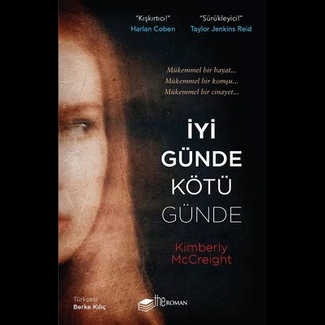 "Kışkırtıcı!"
Harlan Coben
"Sürükleyici!"
Taylor Jenkins Reid
Mükemmel bir hayat...
Mükemmel bir komşu...
Mükemmel bir cinayet...
İYİ
GÜNDE
KÖTÜ
GÜNDE
Kimberly
McCreight
Türkçesi
Berke Kılıç
the ROMAN